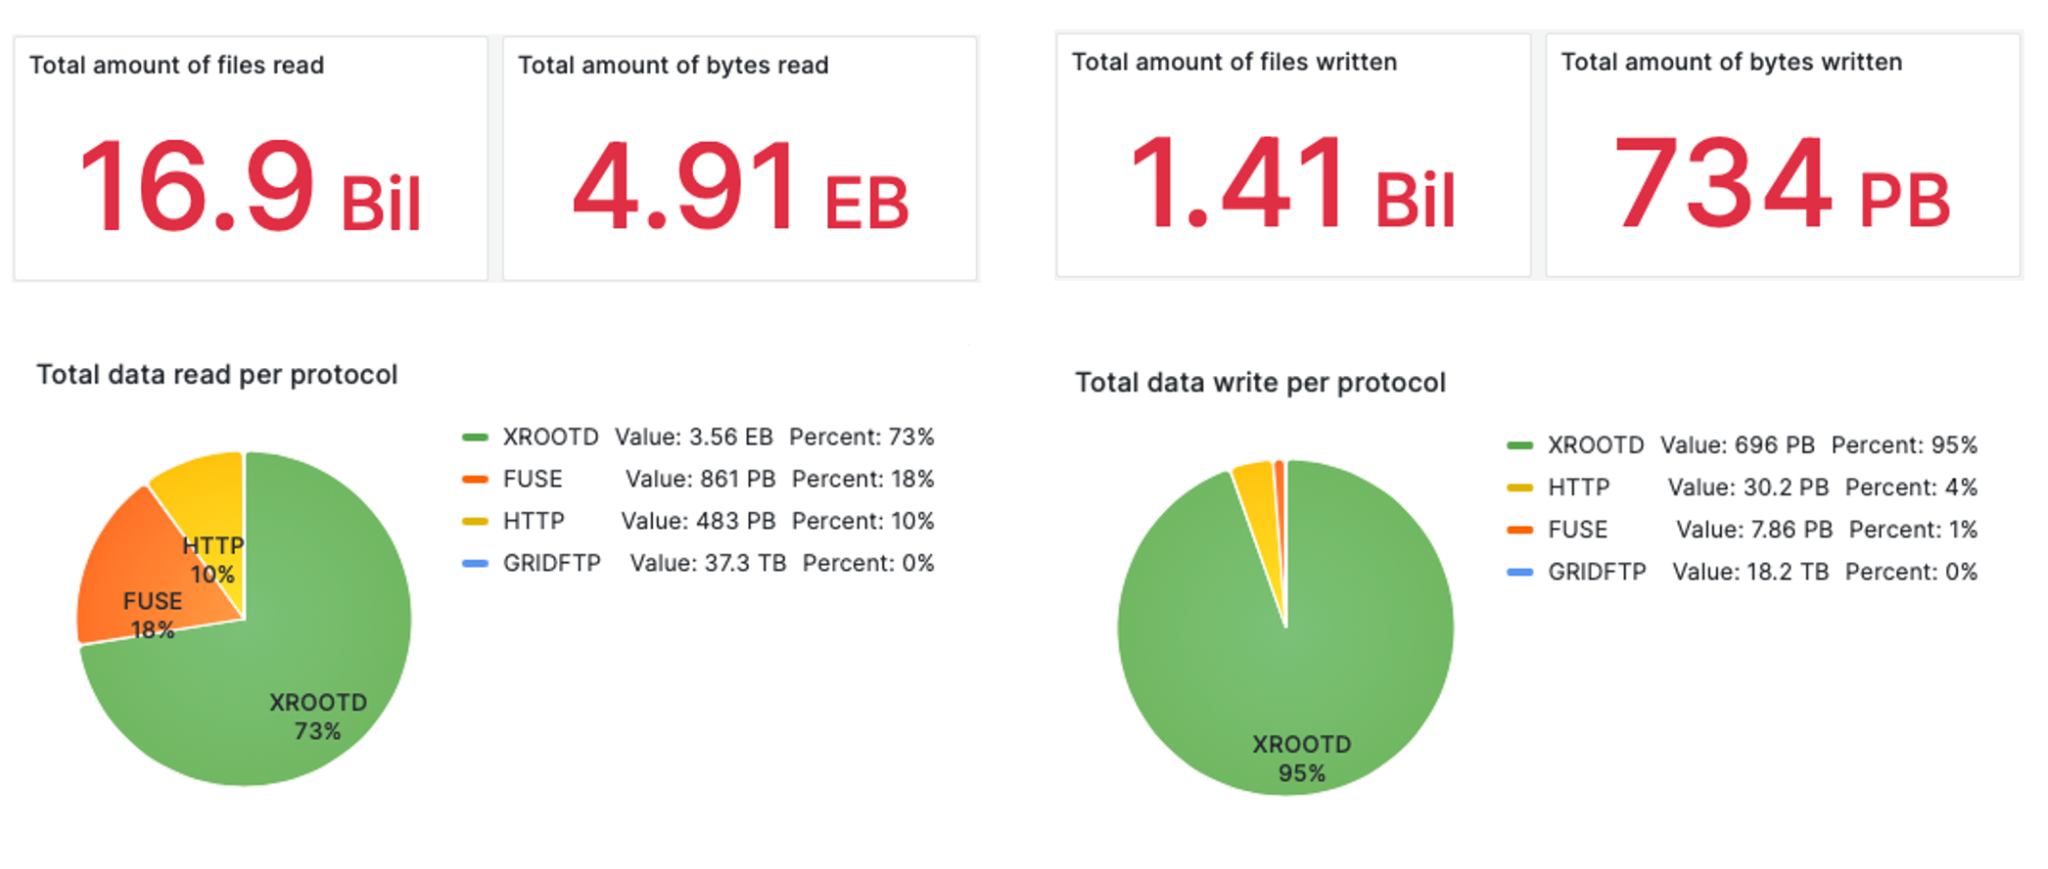 Total amount of files read
16.9 Bil
Total amount of bytes read
4.91 EB
Total amount of files written
1.41 Bil
Total amount of bytes written
734 PB
Total data read per protocol
XROOTD Value: 3.56 EB Percent: 73%
FUSE Value: 861 PB Percent: 18%
HTTP Value: 483 PB Percent: 10%
GRIDFTP Value: 37.3 TB Percent: 0%
HTTP
10%
FUSE
18%
XROOTD
73%
Total data write per protocol
XROOTD Value: 696 PB Percent: 95%
HTTP Value: 30.2 PB Percent: 4%
FUSE Value: 7.86 PB Percent: 1%
GRIDFTP Value: 18.2 TB Percent: 0%
XROOTD
95%